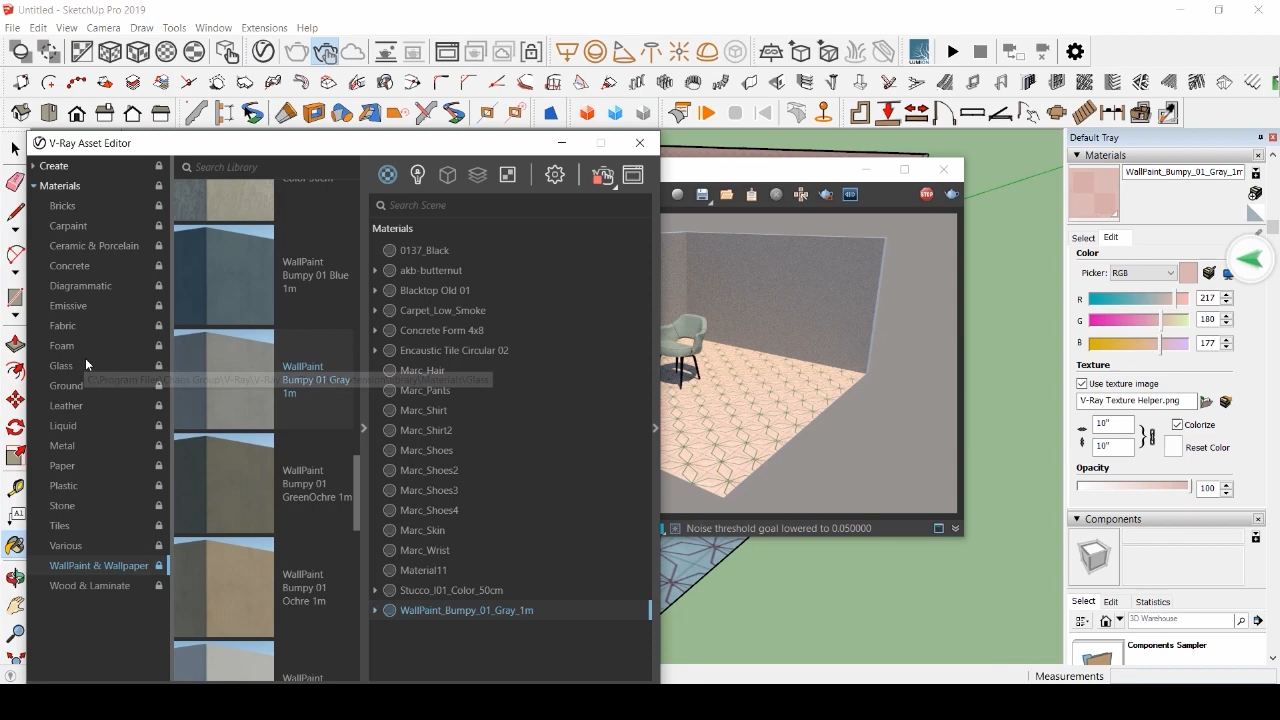 Untitled - SketchUp Pro 2019
File Edit View Camera Draw Tools Window Extensions Help
V-Ray Asset Editor
Create
Materials
Bricks
Carpaint
Ceramic & Porcelain
Concrete
Diagrammatic
Emissive
Fabric
Foam
Glass
Ground
Leather
Liquid
Metal
Paper
Plastic
Stone
Tiles
Various
WallPaint & Wallpaper
Wood & Laminate
Search Library
WallPaint
Bumpy 01 Blue
1m
WallPaint
Bumpy 01 Gray
1m
WallPaint
Bumpy 01
GreenOchre 1m
WallPaint
Bumpy 01
Ochre 1m
WallPaint
Search Scene
Materials
0137_Black
akb-butternut
Blacktop Old 01
Carpet_Low_Smoke
Concrete Form 4x8
Encaustic Tile Circular 02
Marc_Hair
Marc_Pants
Marc_Shirt
Marc_Shirt2
Marc_Shoes
Marc_Shoes2
Marc_Shoes3
Marc_Shoes4
Marc_Skin
Marc_Wrist
Material11
Stucco_I01_Color_50cm
WallPaint_Bumpy_01_Gray_1m
STOP
Noise threshold goal lowered to 0.050000
Default Tray
Materials
WallPaint_Bumpy_01_Gray_1m
Select Edit
Color
Picker: RGB
R 217
G 180
B 177
Texture
Use texture image
V-Ray Texture Helper.png
10" Colorize
10" Reset Color
Opacity
100
Components
Select Edit Statistics
3D Warehouse
Components Sampler
Measurements
LUMION
A1